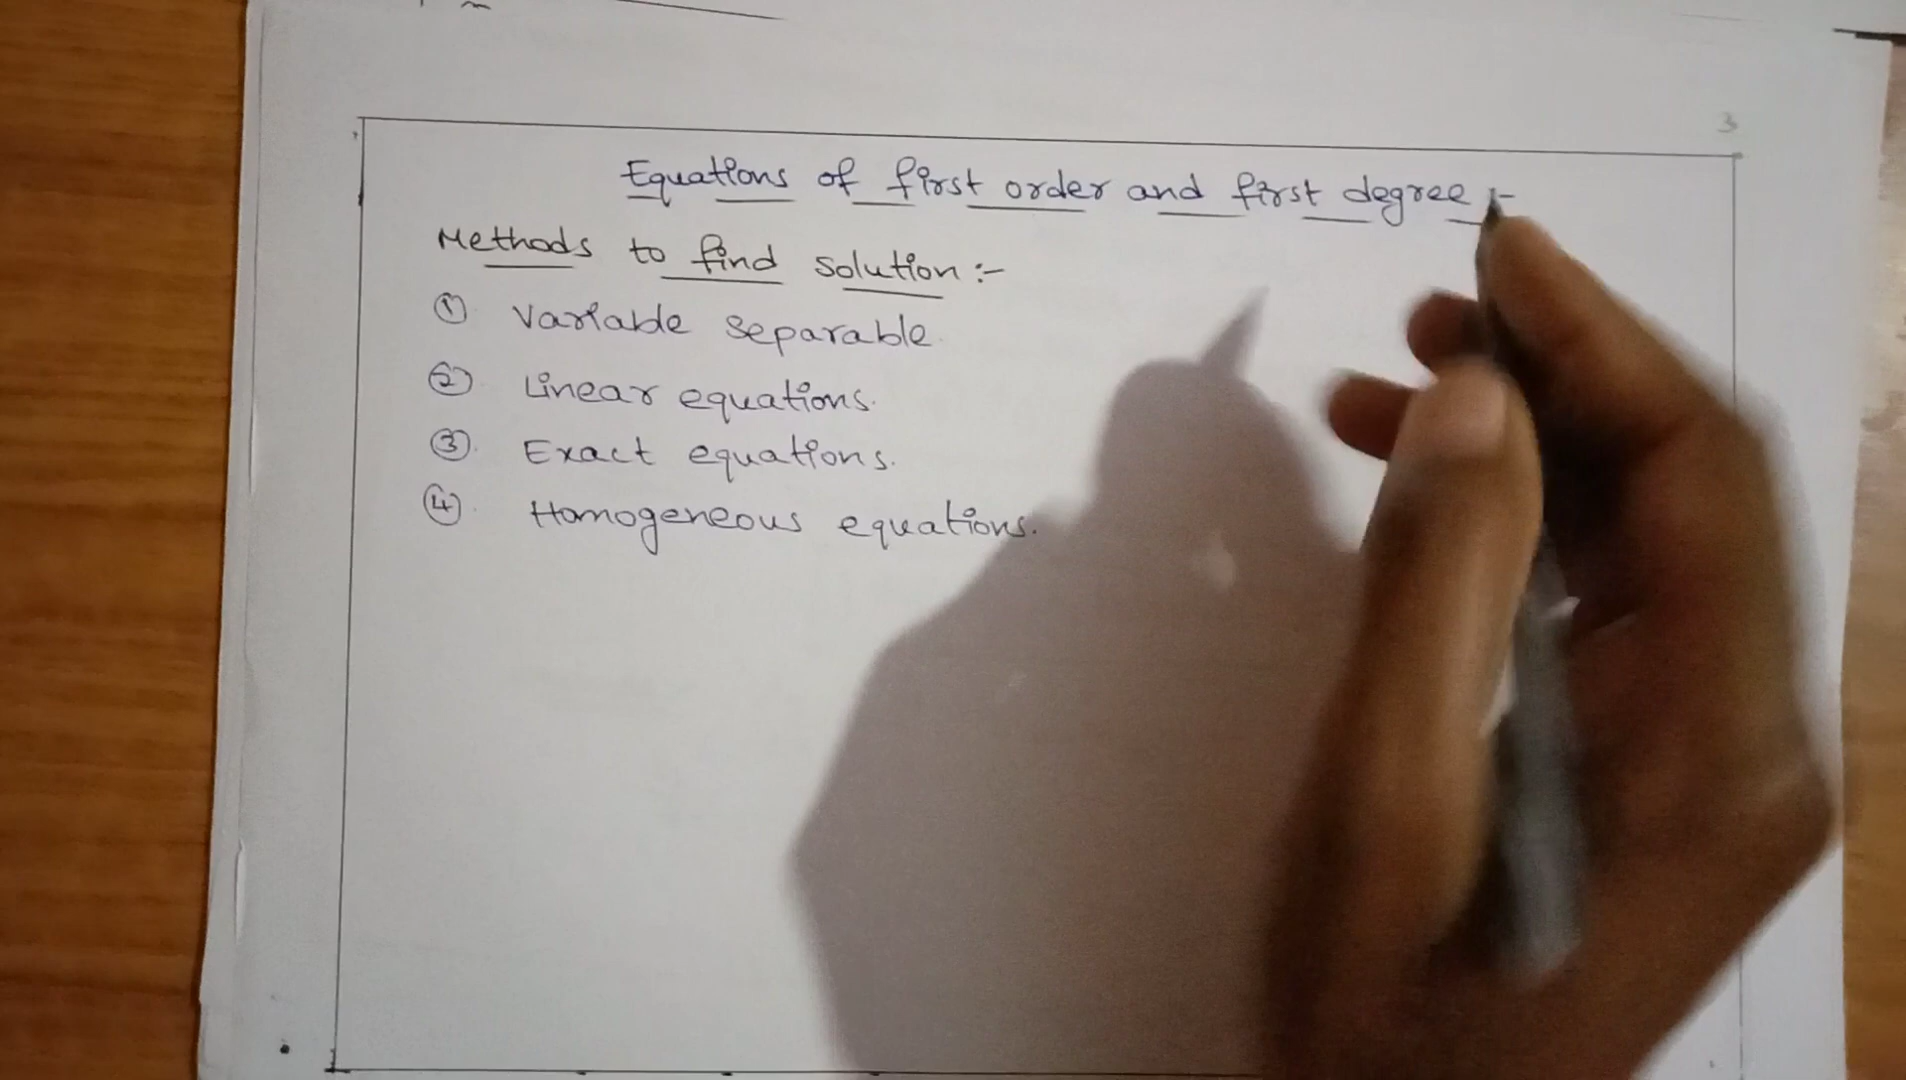 3
Equations of first order and first degree :-
Methods to find solution :-
① Variable separable.
② Linear equations.
③. Exact equations.
④. Homogeneous equations.